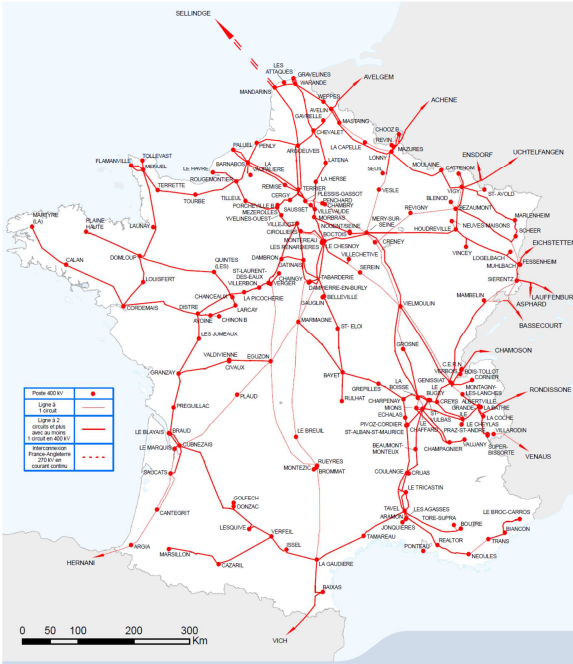 SELLINDGE
LES
ATTAQUES
GRAVELINES
WARANDE
MANDARINS
WEPPES
AVELGEM
AVELIN
GAVRELLE
MASTAING
CHEVALET
ACHENE
CHOOZ B
REVIN
MAZURES
LA CAPELLE
LONNY
ARGOEUVES
PENLY
PALUEL
LATENA
SEUIL
MOULAINE
CATTENOM
ENSDORF
UCHTELFANGEN
TOLLEVAST
FLAMANVILLE
MENUEL
LE HAVRE
BARNABOS
LA
VAUPALIERE
ROUGEMONTIER
REMISE
LA HERSE
TERRIER
VESLE
VIGY
ST- AVOLD
TERRETTE
TOURBE
TILLEUL
CERGY
PLESSIS-GASSOT
PENCHARD
CHAMBRY
PORCHEVILLE B
SAUSSET
MEZEROLLES
VILLEVAUDE
YVELINES-OUEST
MORBRAS
REVIGNY
BLENOD
BEZAUMONT
MARLENHEIM
MARTYRE
(LA)
PLAINE
HAUTE
LAUNAY
VILLEJUST
CIROLLIERS
NOGENT/SEINE
BOCTOIS
MERY-SUR-
SEINE
HOUDREVILLE
NEUVES-MAISONS
SCHEER
MONTEREAU
LES RENARDIERES
LE CHESNOY
CRENEY
VINCEY
LOGELBACH
EICHSTETTEN
MUHLBACH
FESSENHEIM
CALAN
DOMLOUP
QUINTES
(LES)
DAMBRON
GATINAIS
VILLECHETIVE
SEREIN
SIERENTZ
LOUISFERT
ST-LAURENT-
DES-EAUX
CHAINGY
TABARDERIE
LAUFFENBURG
VILLERBON
VERGER
DAMPIERRE-EN-BURLY
MAMBELIN
ASPHARD
CHANCEAUX
LA PICOCHERIE
GAUGLIN
BELLEVILLE
VIELMOULIN
BASSECOURT
CORDEMAIS
DISTRE
LARCAY
AVOINE
CHINON B
MARMAGNE
ST- ELOI
LES JUMEAUX
GROSNE
CHAMOSON
VALDIVIENNE
EGUZON
C.E.R.N.
VERBOIS
BOIS-TOLLOT
GENISSIAT
CORNIER
GRANZAY
CIVAUX
BAYET
LA
BOISSE
LE
BUGEY
MONTAGNY-
LES-LANCHES
RONDISSONE
GREPILLES
CREYS
ALBERTVILLE
PLAUD
RULHAT
CHARPENAY
GRANDE-
ILE
LA BATHIE
PREGUILLAC
MIONS
ECHALAS
ST-
VULBAS
LA COCHE
PIVOZ-CORDIER
LE
CHAFFARD
LE CHEYLAS
ST-ALBAN-ST-MAURICE
PRAZ-ST-ANDRE
VILLARODIN
LE BLAYAIS
BRAUD
LE BREUIL
VAUJANY
SUPER-
BISSORTE
LE MARQUIS
CUBNEZAIS
BEAUMONT-
MONTEUX
CHAMPAGNIER
VENAUS
SAUCATS
RUEYRES
MONTEZIC
BROMMAT
COULANGE
CRUAS
LE TRICASTIN
GOLFECH
DONZAC
CANTEGRIT
TAVEL
LES AGASSES
LE BROC-CARROS
ARAMON
TORE-SUPRA
BOUTRE
BIANCON
LESQUIVE
VERFEIL
JONQUIERES
ARGIA
ISSEL
TAMAREAU
PONTEAU
REALTOR
TRANS
HERNANI
MARSILLON
CAZARIL
LA GAUDIERE
NEOULES
BAIXAS
VICH
Poste 400 kV
Ligne à
1 circuit
Ligne à 2
circuits et plus
avec au moins
1 circuit en 400 kV
Interconnexion
France-Angleterre
270 kV en
courant continu
0 50 100 200 300
Km